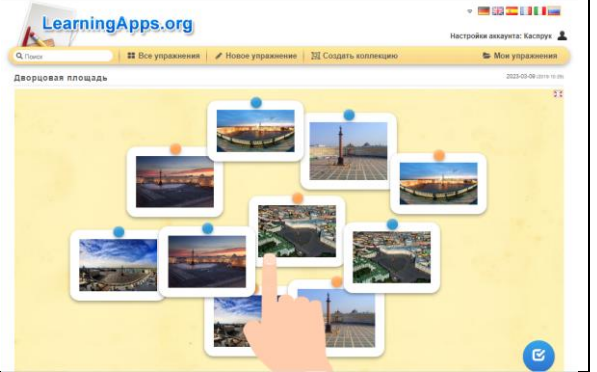 LearningApps.org
Настройки аккаунта: Каспрук
Поиск
Все упражнения
Новое упражнение
Создать коллекцию
Мои упражнения
Дворцовая площадь
2023-03-09